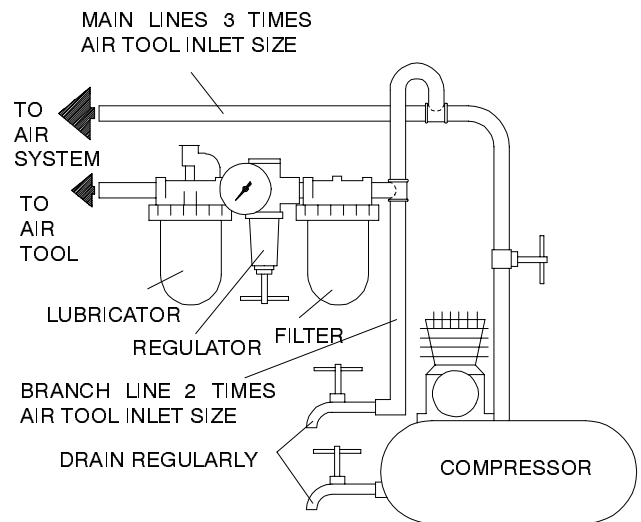 MAIN LINES 3 TIMES
AIR TOOL INLET SIZE
TO
AIR
SYSTEM
TO
AIR
TOOL
LUBRICATOR
REGULATOR
FILTER
BRANCH LINE 2 TIMES
AIR TOOL INLET SIZE
DRAIN REGULARLY
COMPRESSOR